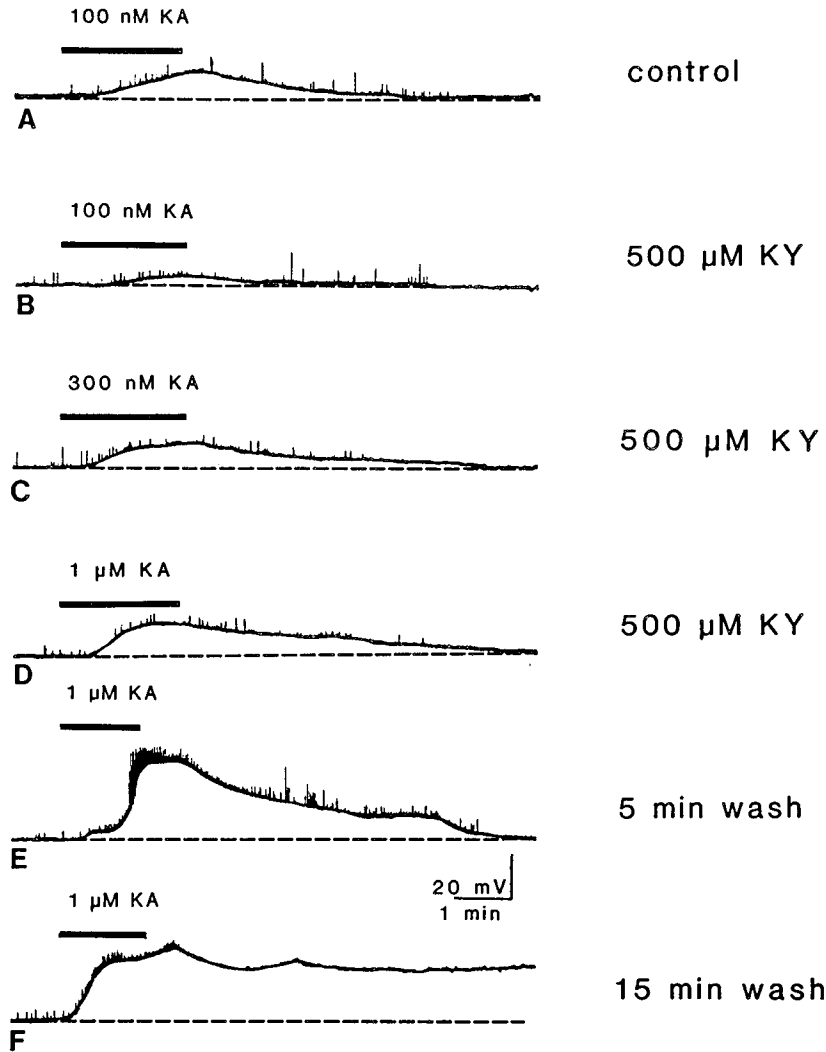 100 nM KA
control
A
100 nM KA
500 µM KY
B
300 nM KA
500 µM KY
C
1 µM KA
500 µM KY
D
1 µM KA
5 min wash
E
20 mV
1 min
1 µM KA
15 min wash
F